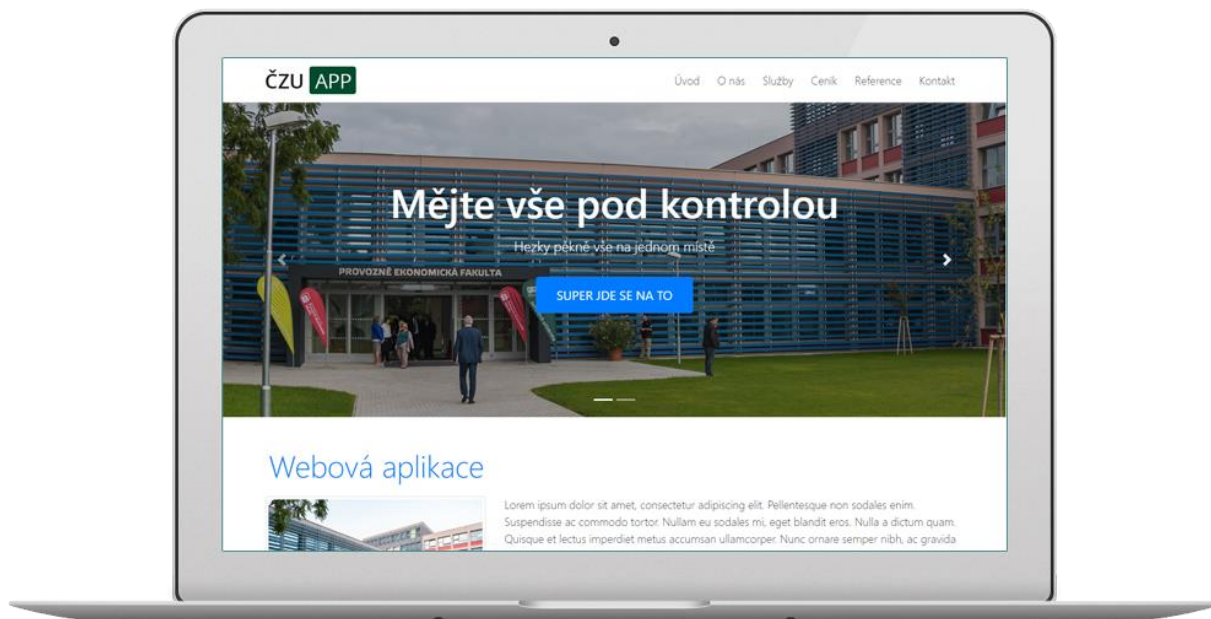 ČZU APP
Úvod O nás Služby Ceník Reference Kontakt
Mějte vše pod kontrolou
Hezky pěkně vše na jednom místě
PROVOZNĚ EKONOMICKÁ FAKULTA
SUPER JDE SE NA TO
Webová aplikace
Lorem ipsum dolor sit amet, consectetur adipiscing elit. Pellentesque non sodales enim.
Suspendisse ac commodo tortor. Nullam eu sodales mi, eget blandit eros. Nulla a dictum quam.
Quisque et lectus imperdiet metus accumsan ullamcorper. Nunc ornare semper nibh, ac gravida